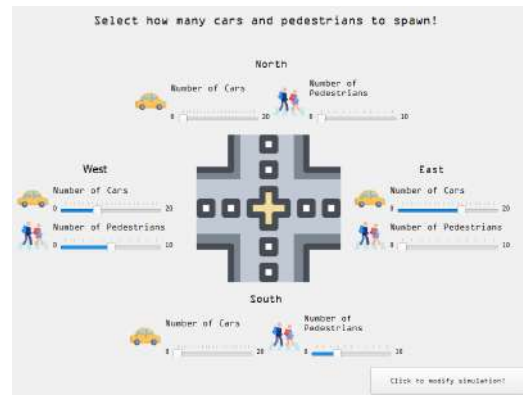 Select how many cars and pedestrians to spawn!
North
Number of Cars
0 20
Number of
Pedestrians
0 10
West
Number of Cars
0 20
Number of Pedestrians
0 10
East
Number of Cars
0 20
Number of Pedestrians
0 10
South
Number of Cars
0 20
Number of
Pedestrians
0 10
Click to modify simulation!